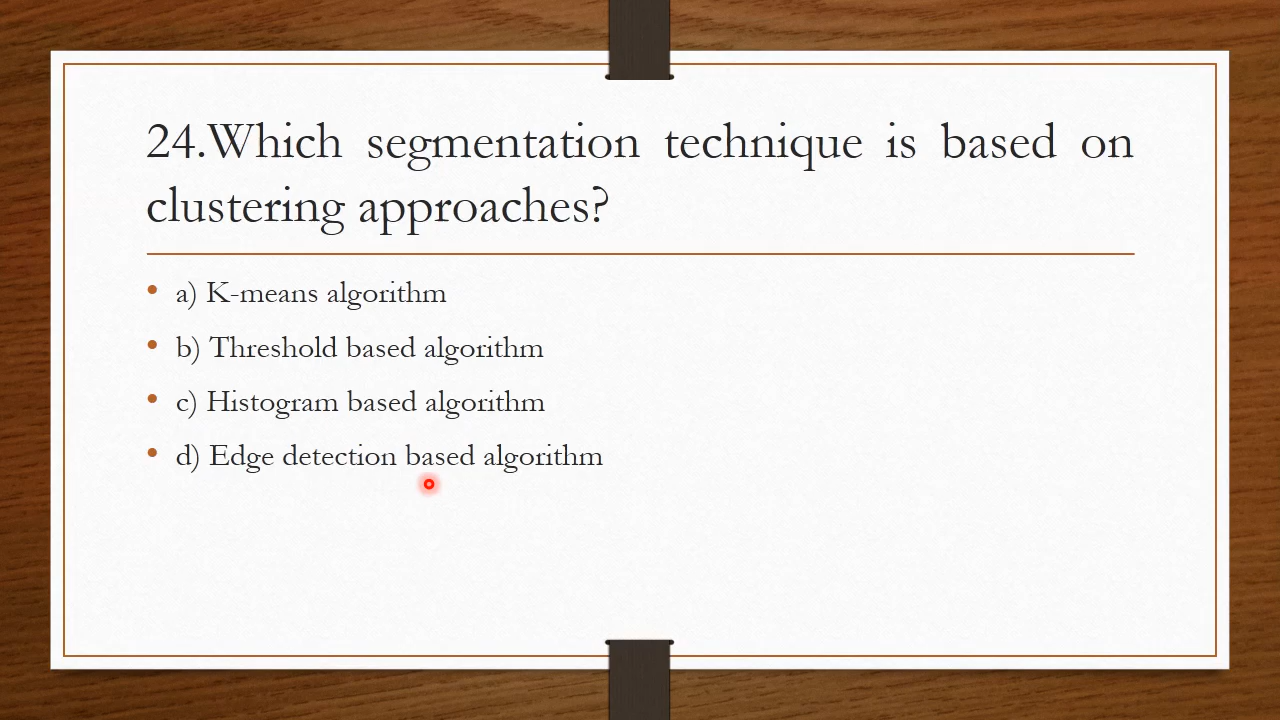 24.Which segmentation technique is based on
clustering approaches?
• a) K-means algorithm
• b) Threshold based algorithm
• c) Histogram based algorithm
• d) Edge detection based algorithm